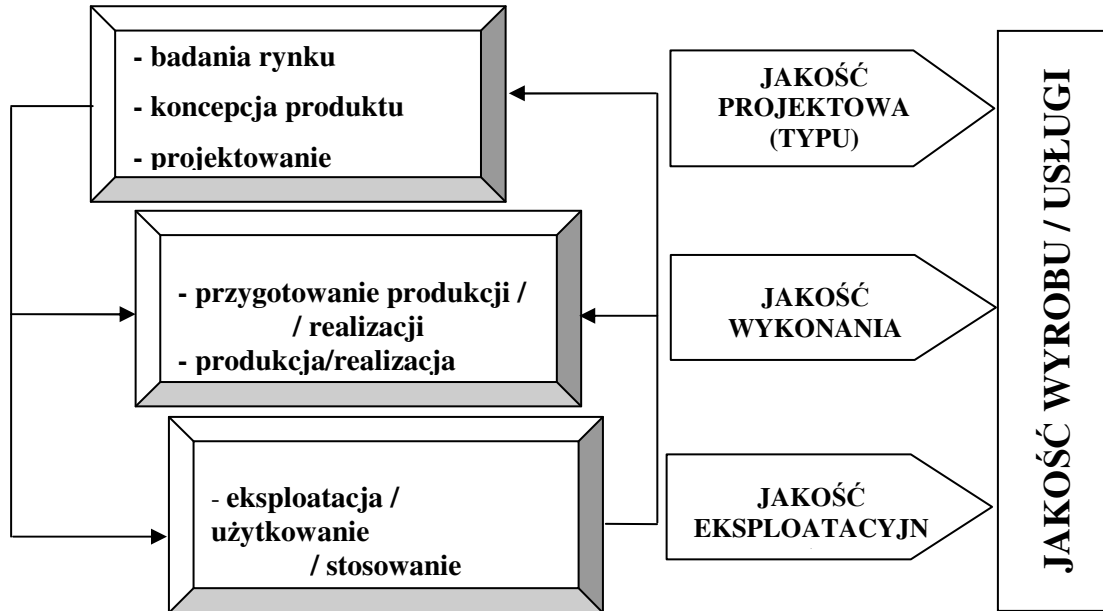 - badania rynku
- koncepcja produktu
- projektowanie
JAKOŚĆ
PROJEKTOWA
(TYPU)
- przygotowanie produkcji /
/ realizacji
- produkcja/realizacja
JAKOŚĆ
WYKONANIA
- eksploatacja /
użytkowanie
/ stosowanie
JAKOŚĆ
EKSPLOATACYJN
JAKOŚĆ WYROBU / USŁUGI